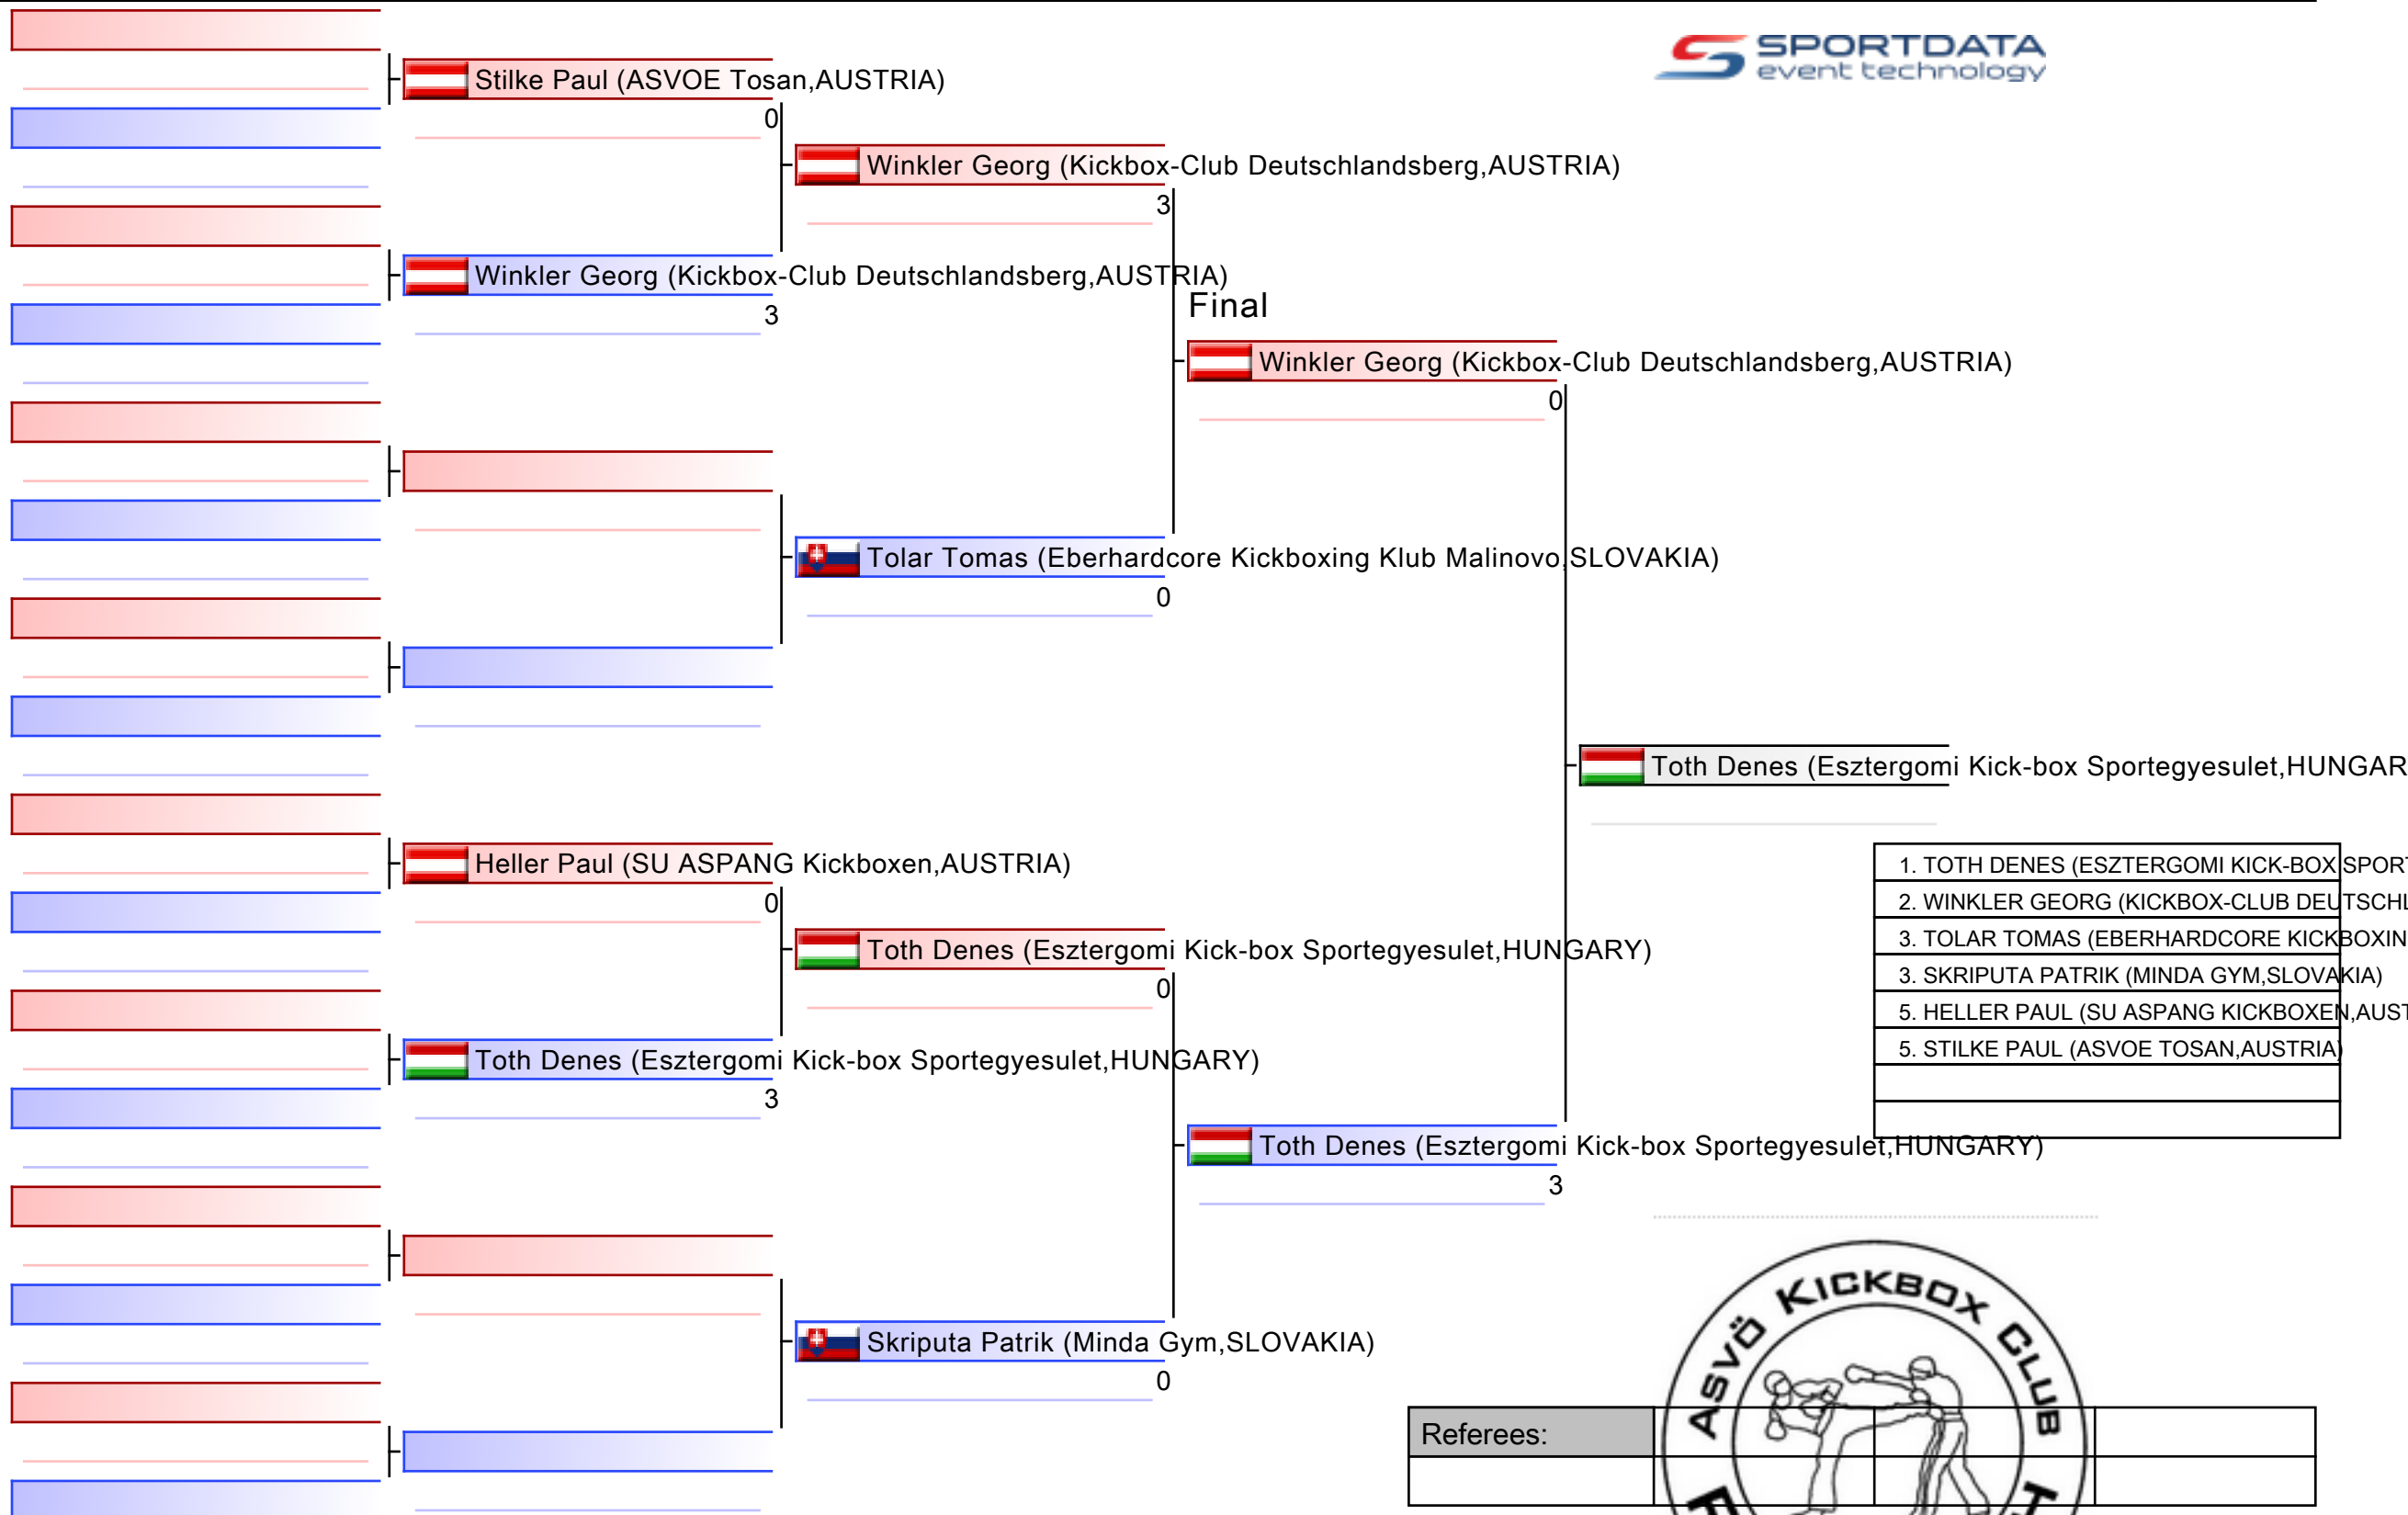 SPORTDATA
event technology
Stilke Paul (ASVOE Tosan,AUSTRIA)
0
Winkler Georg (Kickbox-Club Deutschlandsberg,AUSTRIA)
3
Winkler Georg (Kickbox-Club Deutschlandsberg,AUSTRIA)
3
Final
Winkler Georg (Kickbox-Club Deutschlandsberg,AUSTRIA)
0
Tolar Tomas (Eberhardcore Kickboxing Klub Malinovo,SLOVAKIA)
0
Toth Denes (Esztergomi Kick-box Sportegyesulet,HUNGAR
Heller Paul (SU ASPANG Kickboxen,AUSTRIA)
0
Toth Denes (Esztergomi Kick-box Sportegyesulet,HUNGARY)
0
Toth Denes (Esztergomi Kick-box Sportegyesulet,HUNGARY)
3
Toth Denes (Esztergomi Kick-box Sportegyesulet,HUNGARY)
3
Skriputa Patrik (Minda Gym,SLOVAKIA)
0
1. TOTH DENES (ESZTERGOMI KICK-BOX SPORT
2. WINKLER GEORG (KICKBOX-CLUB DEUTSCHL
3. TOLAR TOMAS (EBERHARDCORE KICKBOXIN
3. SKRIPUTA PATRIK (MINDA GYM,SLOVAKIA)
5. HELLER PAUL (SU ASPANG KICKBOXEN,AUST
5. STILKE PAUL (ASVOE TOSAN,AUSTRIA)
ASVÖ KICKBOX CLUB
Referees: